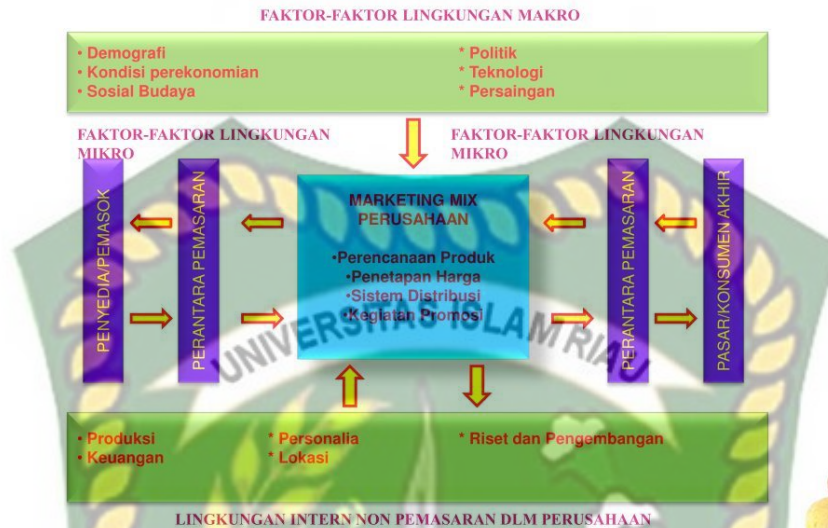 FAKTOR-FAKTOR LINGKUNGAN MAKRO
• Demografi
• Kondisi perekonomian
• Sosial Budaya
* Politik
* Teknologi
* Persaingan
FAKTOR-FAKTOR LINGKUNGAN
MIKRO
FAKTOR-FAKTOR LINGKUNGAN
MIKRO
PENYEDIA/PEMASOK
PERANTARA PEMASARAN
MARKETING MIX
PERUSAHAAN
•Perencanaan Produk
•Penetapan Harga
•Sistem Distribusi
•Kegiatan Promosi
PERANTARA PEMASARAN
PASAR/KONSUMEN AKHIR
UNIVERSITAS ISLAM RIAU
• Produksi
• Keuangan
* Personalia
* Lokasi
* Riset dan Pengembangan
LINGKUNGAN INTERN NON PEMASARAN DLM PERUSAHAAN